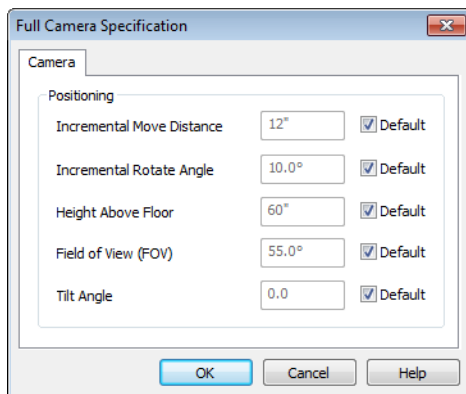 Full Camera Specification
Camera
Positioning
Incremental Move Distance 12" Default
Incremental Rotate Angle 10.0° Default
Height Above Floor 60" Default
Field of View (FOV) 55.0° Default
Tilt Angle 0.0 Default
OK Cancel Help